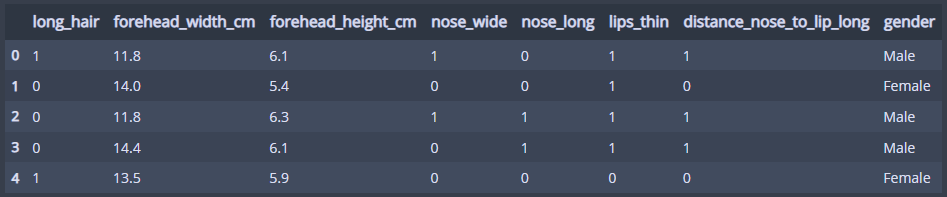 long_hair forehead_width_cm forehead_height_cm nose_wide nose_long lips_thin distance_nose_to_lip_long gender
0 1 11.8 6.1 1 0 1 1 Male
1 0 14.0 5.4 0 0 1 0 Female
2 0 11.8 6.3 1 1 1 1 Male
3 0 14.4 6.1 0 1 1 1 Male
4 1 13.5 5.9 0 0 0 0 Female